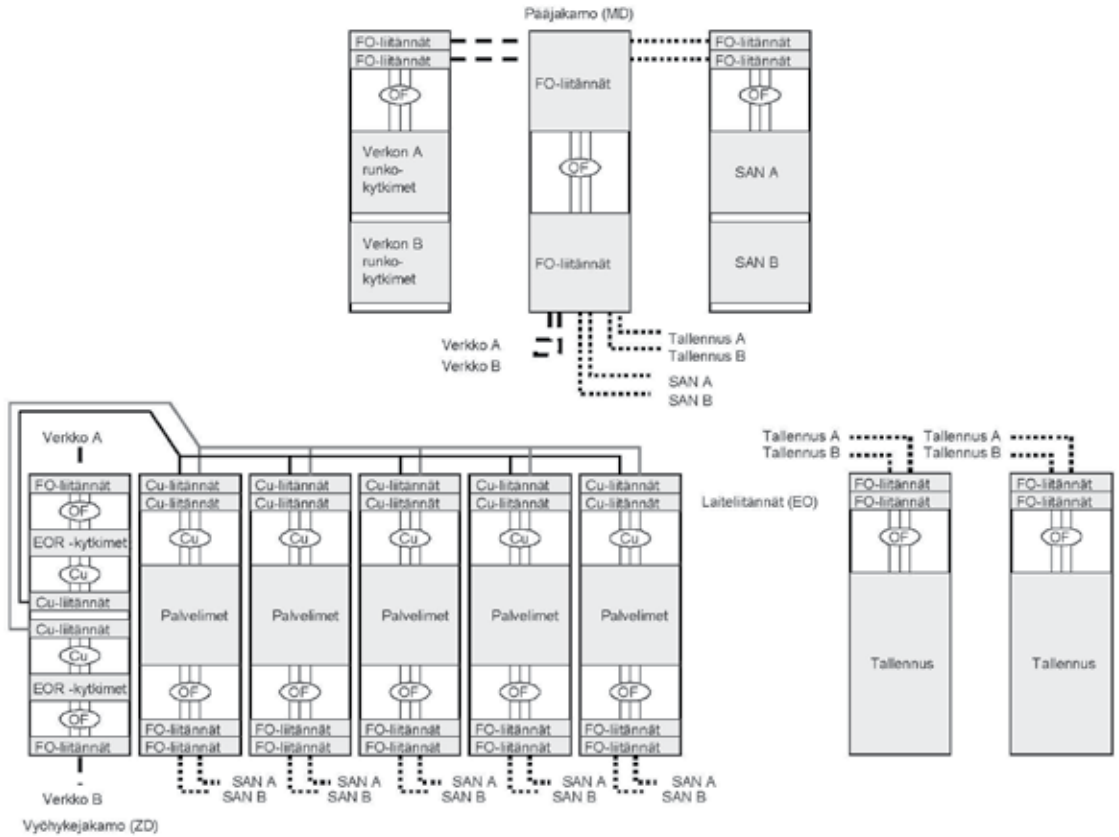 Pääjakamo (MD)
FO-liitännät
FO-liitännät
OF
Verkon A
runko-
kytkimet
Verkon B
runko-
kytkimet
FO-liitännät
OF
FO-liitännät
FO-liitännät
FO-liitännät
OF
SAN A
SAN B
Verkko A
Verkko B
Tallennus A
Tallennus B
SAN A
SAN B
Verkko A
FO-liitännät
OF
EOR -kytkimet
Cu
Cu-liitännät
Cu-liitännät
Cu
EOR -kytkimet
OF
FO-liitännät
Verkko B
Vyöhykejakamo (ZD)
Cu-liitännät
Cu-liitännät
Cu
Palvelimet
OF
FO-liitännät
FO-liitännät
SAN A
SAN B
Cu-liitännät
Cu-liitännät
Cu
Palvelimet
OF
FO-liitännät
FO-liitännät
SAN A
SAN B
Cu-liitännät
Cu-liitännät
Cu
Palvelimet
OF
FO-liitännät
FO-liitännät
SAN A
SAN B
Cu-liitännät
Cu-liitännät
Cu
Palvelimet
OF
FO-liitännät
FO-liitännät
SAN A
SAN B
Cu-liitännät
Cu-liitännät
Cu
Palvelimet
OF
FO-liitännät
FO-liitännät
SAN A
SAN B
Laiteliitännät (EO)
Tallennus A
Tallennus B
FO-liitännät
FO-liitännät
OF
Tallennus
Tallennus A
Tallennus B
FO-liitännät
FO-liitännät
OF
Tallennus